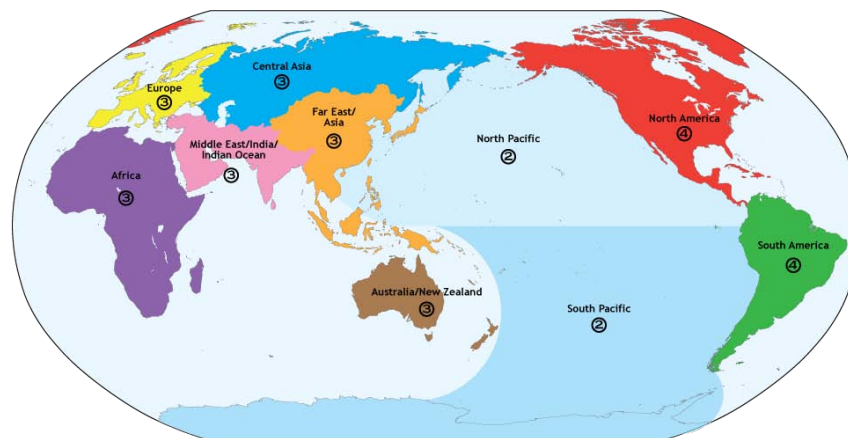 Europe
③
Central Asia
③
Far East/
Asia
③
Middle East/India/
Indian Ocean
③
Africa
③
North Pacific
②
North America
④
South America
④
Australia/New Zealand
③
South Pacific
②